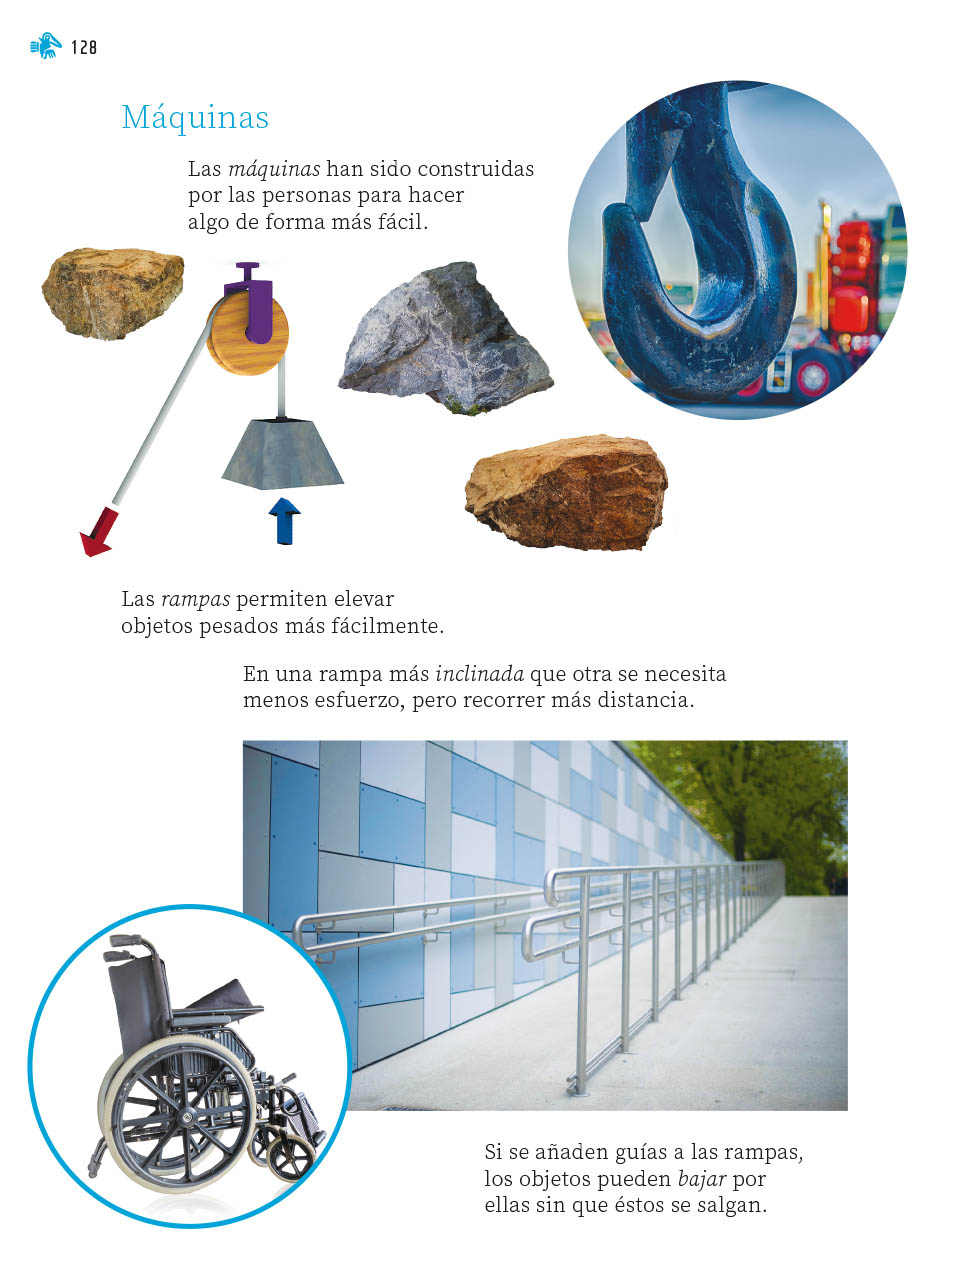 128
Máquinas
Las máquinas han sido construidas
por las personas para hacer
algo de forma más fácil.
Las rampas permiten elevar
objetos pesados más fácilmente.
En una rampa más inclinada que otra se necesita
menos esfuerzo, pero recorrer más distancia.
Si se añaden guías a las rampas,
los objetos pueden bajar por
ellas sin que éstos se salgan.